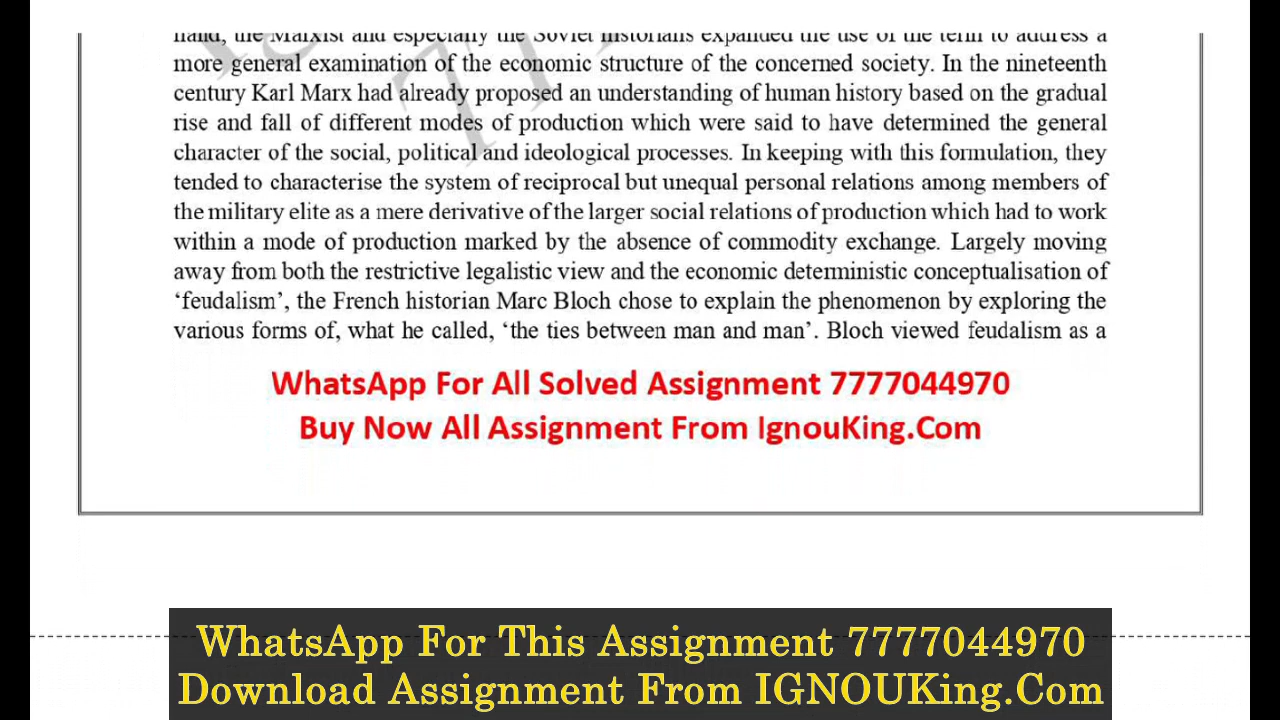 hand, the Marxist and especially the Soviet historians expanded the use of the term to address a
more general examination of the economic structure of the concerned society. In the nineteenth
century Karl Marx had already proposed an understanding of human history based on the gradual
rise and fall of different modes of production which were said to have determined the general
character of the social, political and ideological processes. In keeping with this formulation, they
tended to characterise the system of reciprocal but unequal personal relations among members of
the military elite as a mere derivative of the larger social relations of production which had to work
within a mode of production marked by the absence of commodity exchange. Largely moving
away from both the restrictive legalistic view and the economic deterministic conceptualisation of
‘feudalism’, the French historian Marc Bloch chose to explain the phenomenon by exploring the
various forms of, what he called, ‘the ties between man and man’. Bloch viewed feudalism as a
WhatsApp For All Solved Assignment 7777044970
Buy Now All Assignment From IgnouKing.Com
WhatsApp For This Assignment 7777044970
Download Assignment From IGNOUKing.Com